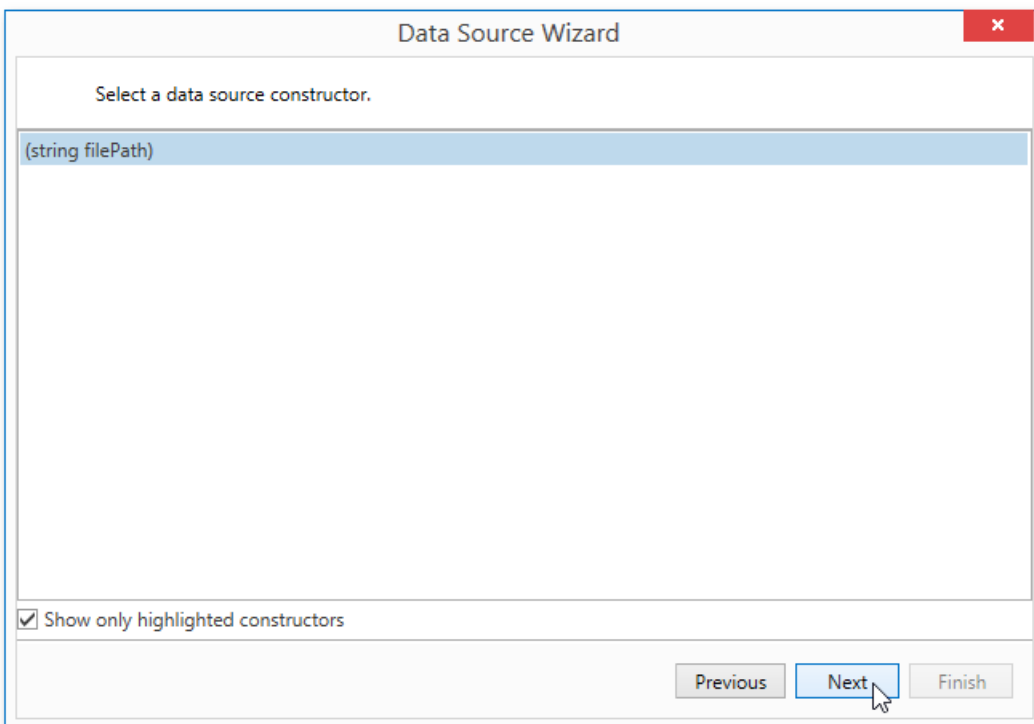 Data Source Wizard
Select a data source constructor.
(string filePath)
Show only highlighted constructors
Previous Next Finish